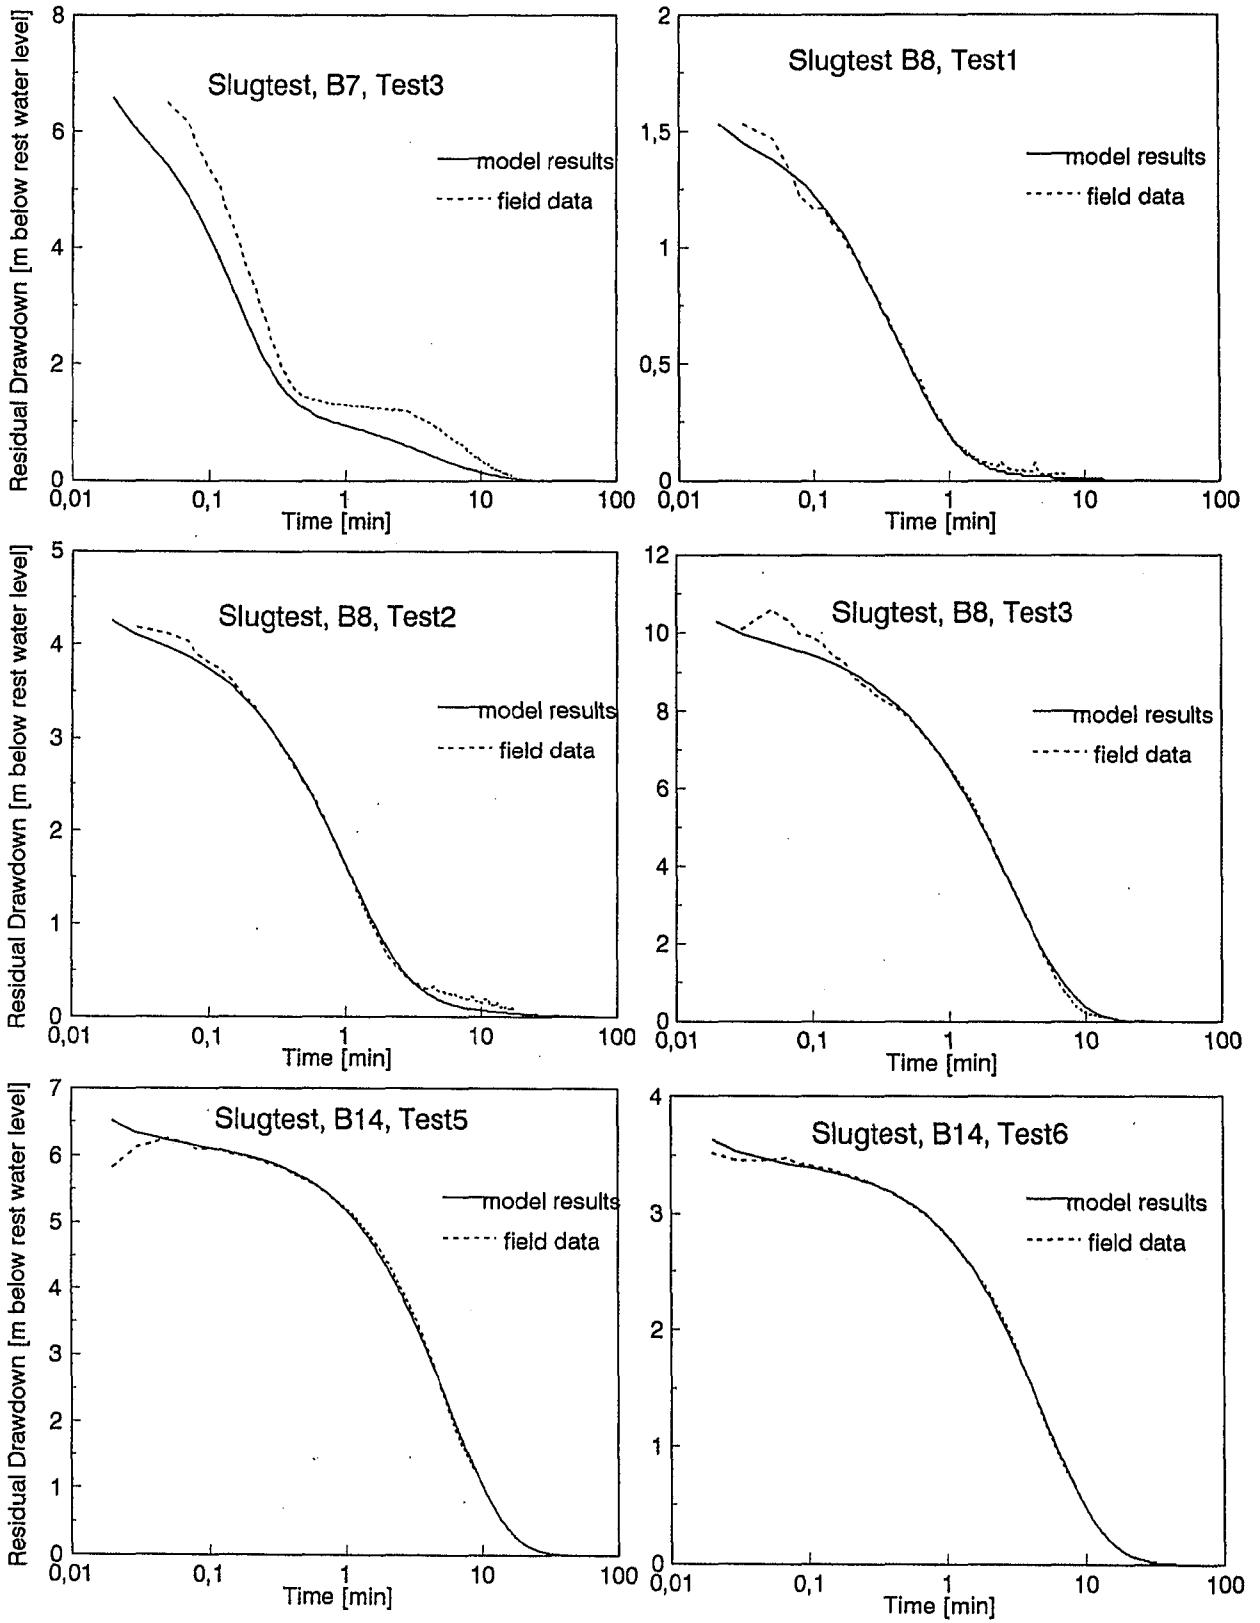 Residual Drawdown [m below rest water level]
8
6
4
2
0
Slugtest, B7, Test3
model results
field data
0,01
0,1
1
10
100
Time [min]
2
1,5
1
0,5
0
Slugtest B8, Test1
model results
field data
0,01
0,1
1
10
100
Time [min]
Residual Drawdown [m below rest water level]
5
4
3
2
1
0
Slugtest, B8, Test2
model results
field data
0,01
0,1
1
10
100
Time [min]
12
10
8
6
4
2
0
Slugtest, B8, Test3
model results
field data
0,01
0,1
1
10
100
Time [min]
Residual Drawdown [m below rest water level]
7
6
5
4
3
2
1
0
Slugtest, B14, Test5
model results
field data
0,01
0,1
1
10
100
Time [min]
4
3
2
1
0
Slugtest, B14, Test6
model results
field data
0,01
0,1
1
10
100
Time [min]